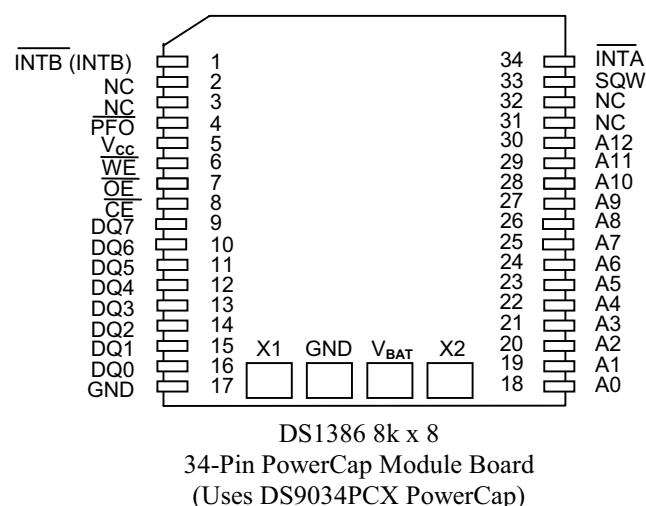 INTB (INTB) 1 34 INTA
NC 2 33 SQW
NC 3 32 NC
PFO 4 31 NC
Vcc 5 30 A12
WE 6 29 A11
OE 7 28 A10
CE 8 27 A9
DQ7 9 26 A8
DQ6 10 25 A7
DQ5 11 24 A6
DQ4 12 23 A5
DQ3 13 22 A4
DQ2 14 21 A3
DQ1 15 X1 GND VBAT X2 20 A2
DQ0 16 19 A1
GND 17 18 A0
DS1386 8k x 8
34-Pin PowerCap Module Board
(Uses DS9034PCX PowerCap)